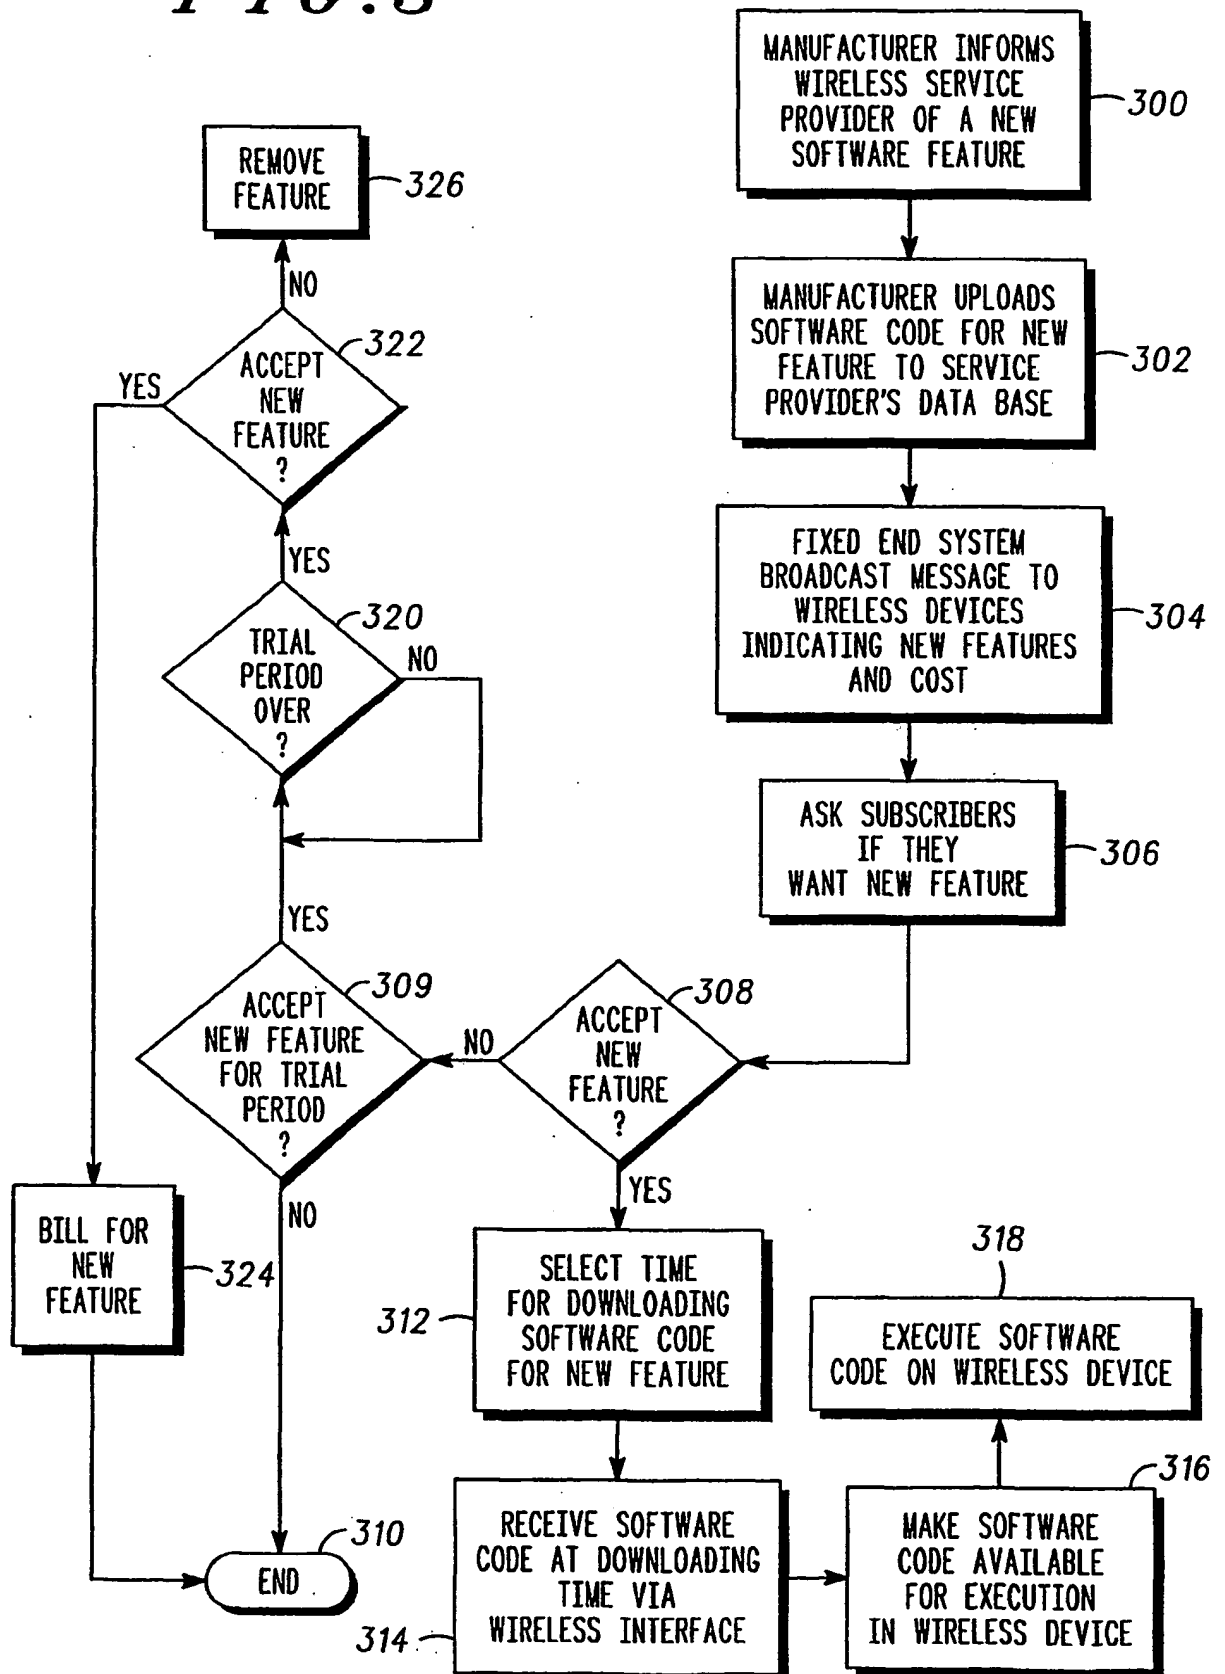 FIG.3
MANUFACTURER INFORMS
WIRELESS SERVICE
PROVIDER OF A NEW
SOFTWARE FEATURE
300
MANUFACTURER UPLOADS
SOFTWARE CODE FOR NEW
FEATURE TO SERVICE
PROVIDER'S DATA BASE
302
FIXED END SYSTEM
BROADCAST MESSAGE TO
WIRELESS DEVICES
INDICATING NEW FEATURES
AND COST
304
ASK SUBSCRIBERS
IF THEY
WANT NEW FEATURE
306
ACCEPT
NEW
FEATURE
?
308
NO
YES
ACCEPT
NEW FEATURE
FOR TRIAL
PERIOD
?
309
YES
NO
TRIAL
PERIOD
OVER
?
320
NO
YES
ACCEPT
NEW
FEATURE
?
322
YES
NO
REMOVE
FEATURE
326
BILL FOR
NEW
FEATURE
324
END
310
SELECT TIME
FOR DOWNLOADING
SOFTWARE CODE
FOR NEW FEATURE
312
RECEIVE SOFTWARE
CODE AT DOWNLOADING
TIME VIA
WIRELESS INTERFACE
314
MAKE SOFTWARE
CODE AVAILABLE
FOR EXECUTION
IN WIRELESS DEVICE
316
EXECUTE SOFTWARE
CODE ON WIRELESS DEVICE
318